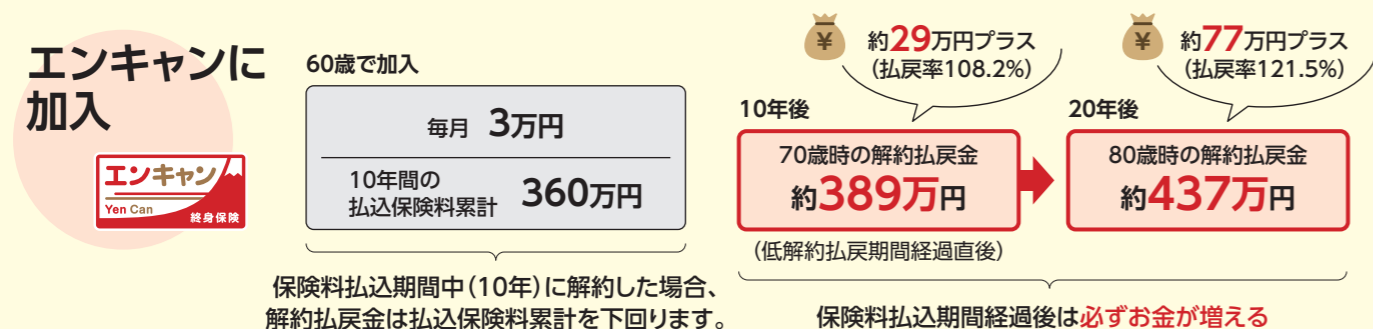 エンキャンに
加入
エンキャン
Yen Can
終身保険
60歳で加入
毎月 3万円
10年間の
払込保険料累計 360万円
保険料払込期間中（10年）に解約した場合、
解約払戻金は払込保険料累計を下回ります。
¥
約29万円プラス
（払戻率108.2%）
10年後
70歳時の解約払戻金
約389万円
（低解約払戻期間経過直後）
¥
約77万円プラス
（払戻率121.5%）
20年後
80歳時の解約払戻金
約437万円
保険料払込期間経過後は必ずお金が増える